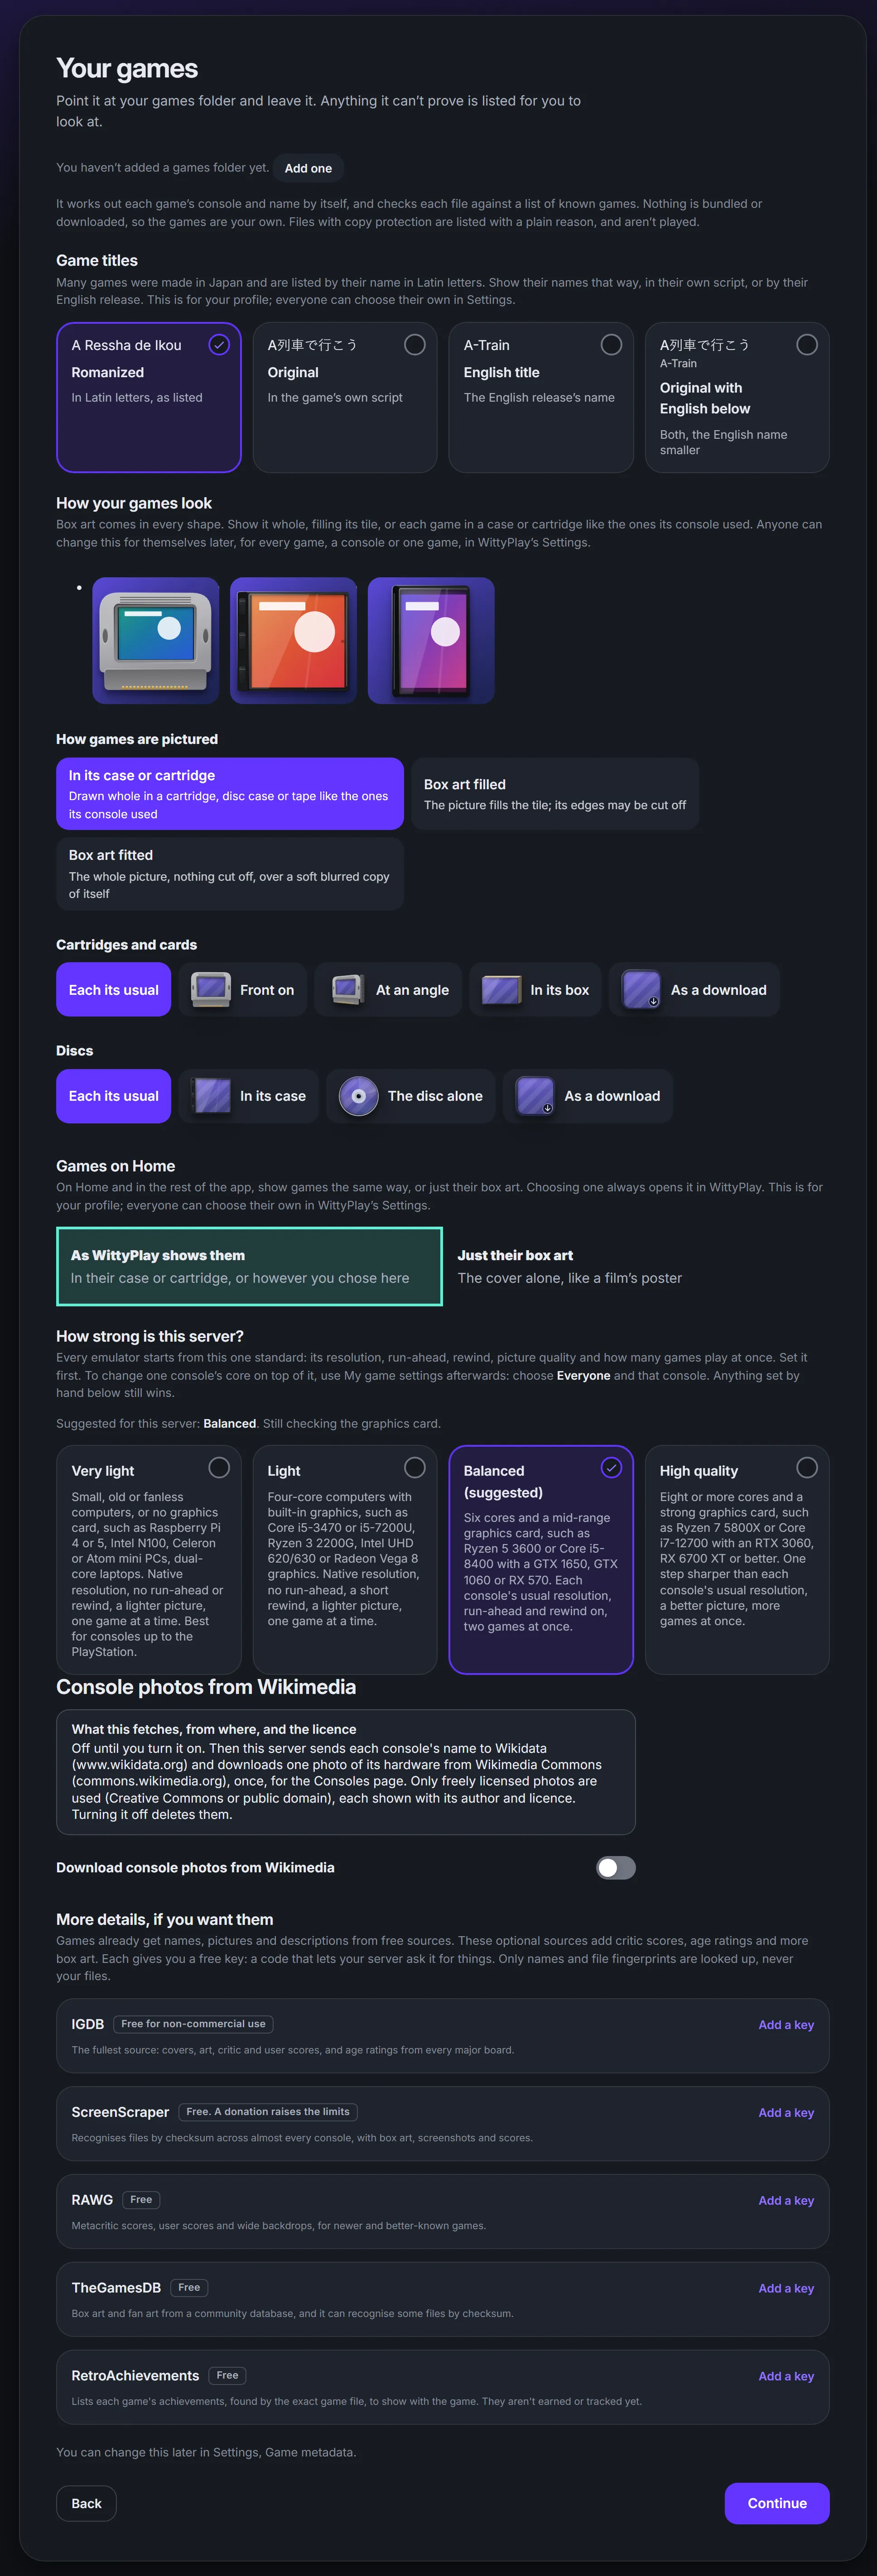 Your games
Point it at your games folder and leave it. Anything it can’t prove is listed for you to
look at.
You haven’t added a games folder yet. Add one
It works out each game’s console and name by itself, and checks each file against a list of known games. Nothing is bundled or
downloaded, so the games are your own. Files with copy protection are listed with a plain reason, and aren’t played.
Game titles
Many games were made in Japan and are listed by their name in Latin letters. Show their names that way, in their own script, or by their
English release. This is for your profile; everyone can choose their own in Settings.
A Ressha de Ikou
Romanized
In Latin letters, as listed
A列車で行こう
Original
In the game’s own script
A-Train
English title
The English release’s name
A列車で行こう
A-Train
Original with
English below
Both, the English name
smaller
How your games look
Box art comes in every shape. Show it whole, filling its tile, or each game in a case or cartridge like the ones its console used. Anyone can
change this for themselves later, for every game, a console or one game, in WittyPlay’s Settings.
How games are pictured
In its case or cartridge
Drawn whole in a cartridge, disc case or tape like the ones
its console used
Box art filled
The picture fills the tile; its edges may be cut off
Box art fitted
The whole picture, nothing cut off, over a soft blurred copy
of itself
Cartridges and cards
Each its usual
Front on
At an angle
In its box
As a download
Discs
Each its usual
In its case
The disc alone
As a download
Games on Home
On Home and in the rest of the app, show games the same way, or just their box art. Choosing one always opens it in WittyPlay. This is for
your profile; everyone can choose their own in WittyPlay’s Settings.
As WittyPlay shows them
In their case or cartridge, or however you chose here
Just their box art
The cover alone, like a film’s poster
How strong is this server?
Every emulator starts from this one standard: its resolution, run-ahead, rewind, picture quality and how many games play at once. Set it
first. To change one console’s core on top of it, use My game settings afterwards: choose Everyone and that console. Anything set by
hand below still wins.
Suggested for this server: Balanced. Still checking the graphics card.
Very light
Small, old or fanless
computers, or no graphics
card, such as Raspberry Pi
4 or 5, Intel N100, Celeron
or Atom mini PCs, dual-
core laptops. Native
resolution, no run-ahead or
rewind, a lighter picture,
one game at a time. Best
for consoles up to the
PlayStation.
Light
Four-core computers with
built-in graphics, such as
Core i5-3470 or i5-7200U,
Ryzen 3 2200G, Intel UHD
620/630 or Radeon Vega 8
graphics. Native resolution,
no run-ahead, a short
rewind, a lighter picture,
one game at a time.
Balanced
(suggested)
Six cores and a mid-range
graphics card, such as
Ryzen 5 3600 or Core i5-
8400 with a GTX 1650, GTX
1060 or RX 570. Each
console's usual resolution,
run-ahead and rewind on,
two games at once.
High quality
Eight or more cores and a
strong graphics card, such
as Ryzen 7 5800X or Core
i7-12700 with an RTX 3060,
RX 6700 XT or better. One
step sharper than each
console's usual resolution,
a better picture, more
games at once.
Console photos from Wikimedia
What this fetches, from where, and the licence
Off until you turn it on. Then this server sends each console's name to Wikidata
(www.wikidata.org) and downloads one photo of its hardware from Wikimedia Commons
(commons.wikimedia.org), once, for the Consoles page. Only freely licensed photos are
used (Creative Commons or public domain), each shown with its author and licence.
Turning it off deletes them.
Download console photos from Wikimedia
More details, if you want them
Games already get names, pictures and descriptions from free sources. These optional sources add critic scores, age ratings and more
box art. Each gives you a free key: a code that lets your server ask it for things. Only names and file fingerprints are looked up, never
your files.
IGDB Free for non-commercial use Add a key
The fullest source: covers, art, critic and user scores, and age ratings from every major board.
ScreenScraper Free. A donation raises the limits Add a key
Recognises files by checksum across almost every console, with box art, screenshots and scores.
RAWG Free Add a key
Metacritic scores, user scores and wide backdrops, for newer and better-known games.
TheGamesDB Free Add a key
Box art and fan art from a community database, and it can recognise some files by checksum.
RetroAchievements Free Add a key
Lists each game's achievements, found by the exact game file, to show with the game. They aren't earned or tracked yet.
You can change this later in Settings, Game metadata.
Back
Continue